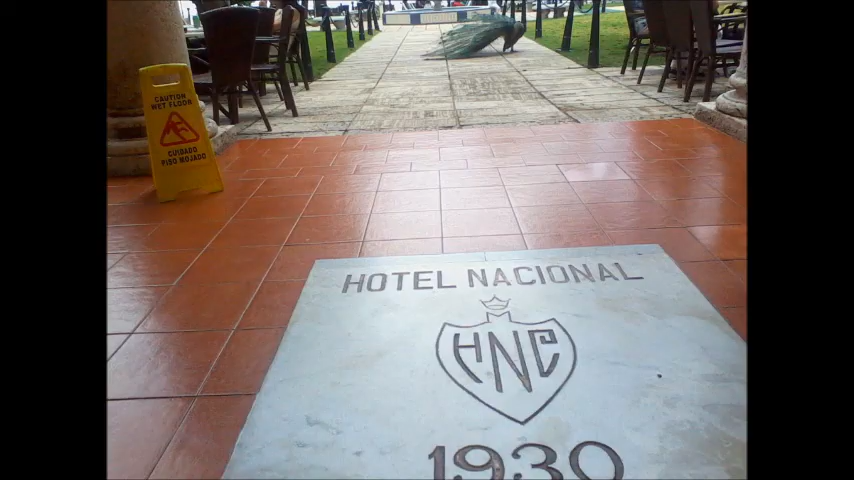 CAUTION
WET FLOOR
CUIDADO
PISO MOJADO
HOTEL NACIONAL
HNC
1930